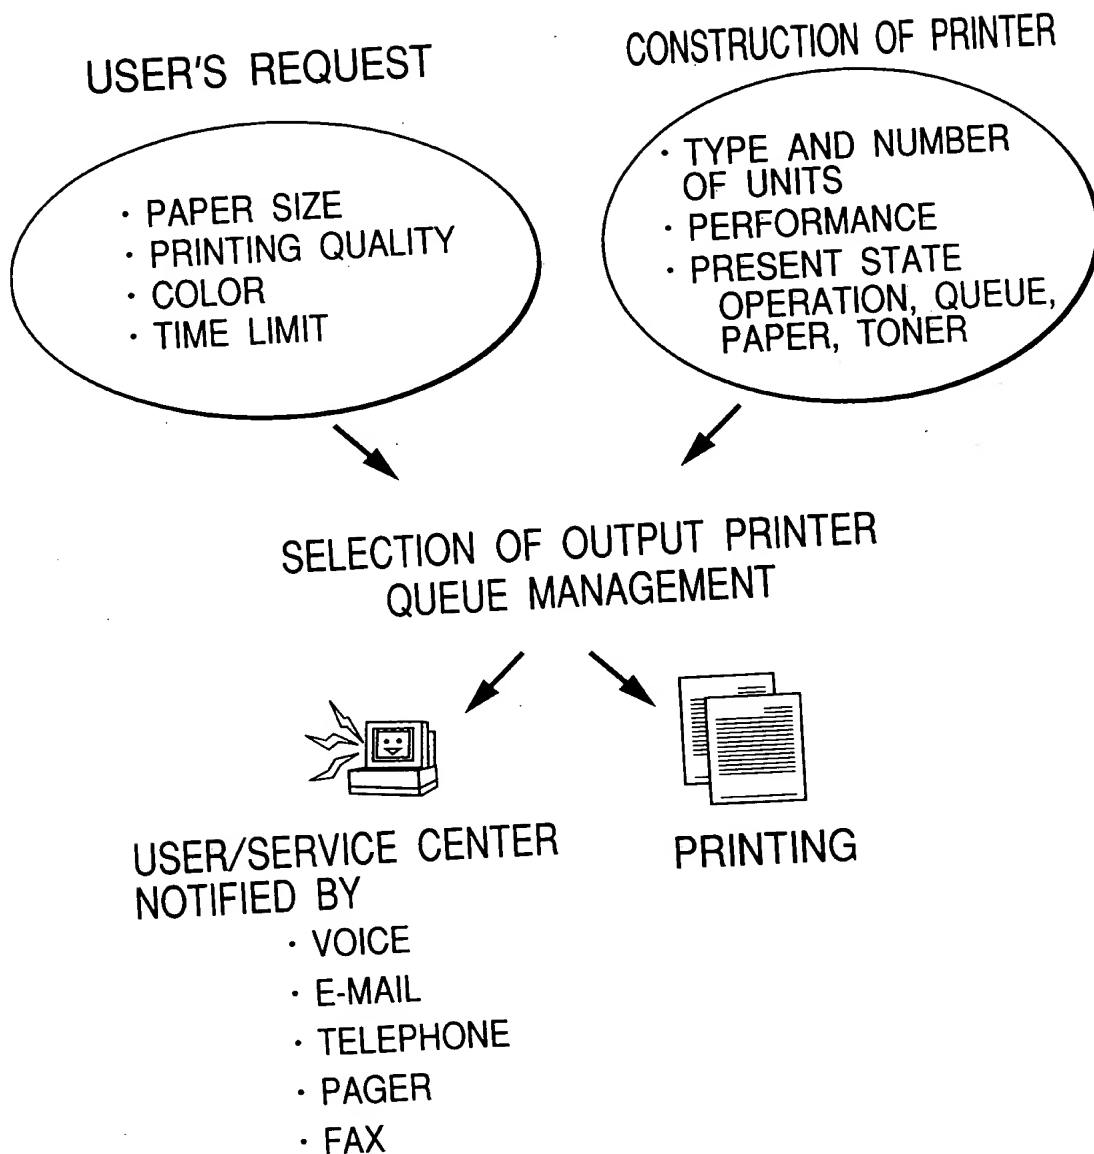 USER'S REQUEST
· PAPER SIZE
· PRINTING QUALITY
· COLOR
· TIME LIMIT
CONSTRUCTION OF PRINTER
· TYPE AND NUMBER
OF UNITS
· PERFORMANCE
· PRESENT STATE
OPERATION, QUEUE,
PAPER, TONER
SELECTION OF OUTPUT PRINTER
QUEUE MANAGEMENT
USER/SERVICE CENTER
NOTIFIED BY
· VOICE
· E-MAIL
· TELEPHONE
· PAGER
· FAX
PRINTING